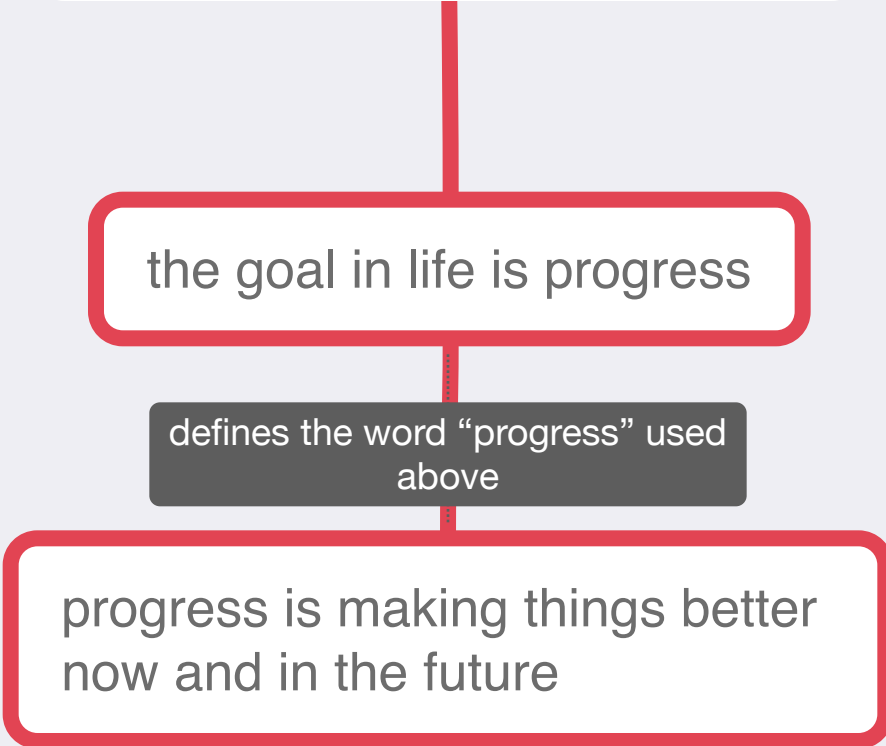 the goal in life is progress
defines the word “progress” used
above
progress is making things better
now and in the future